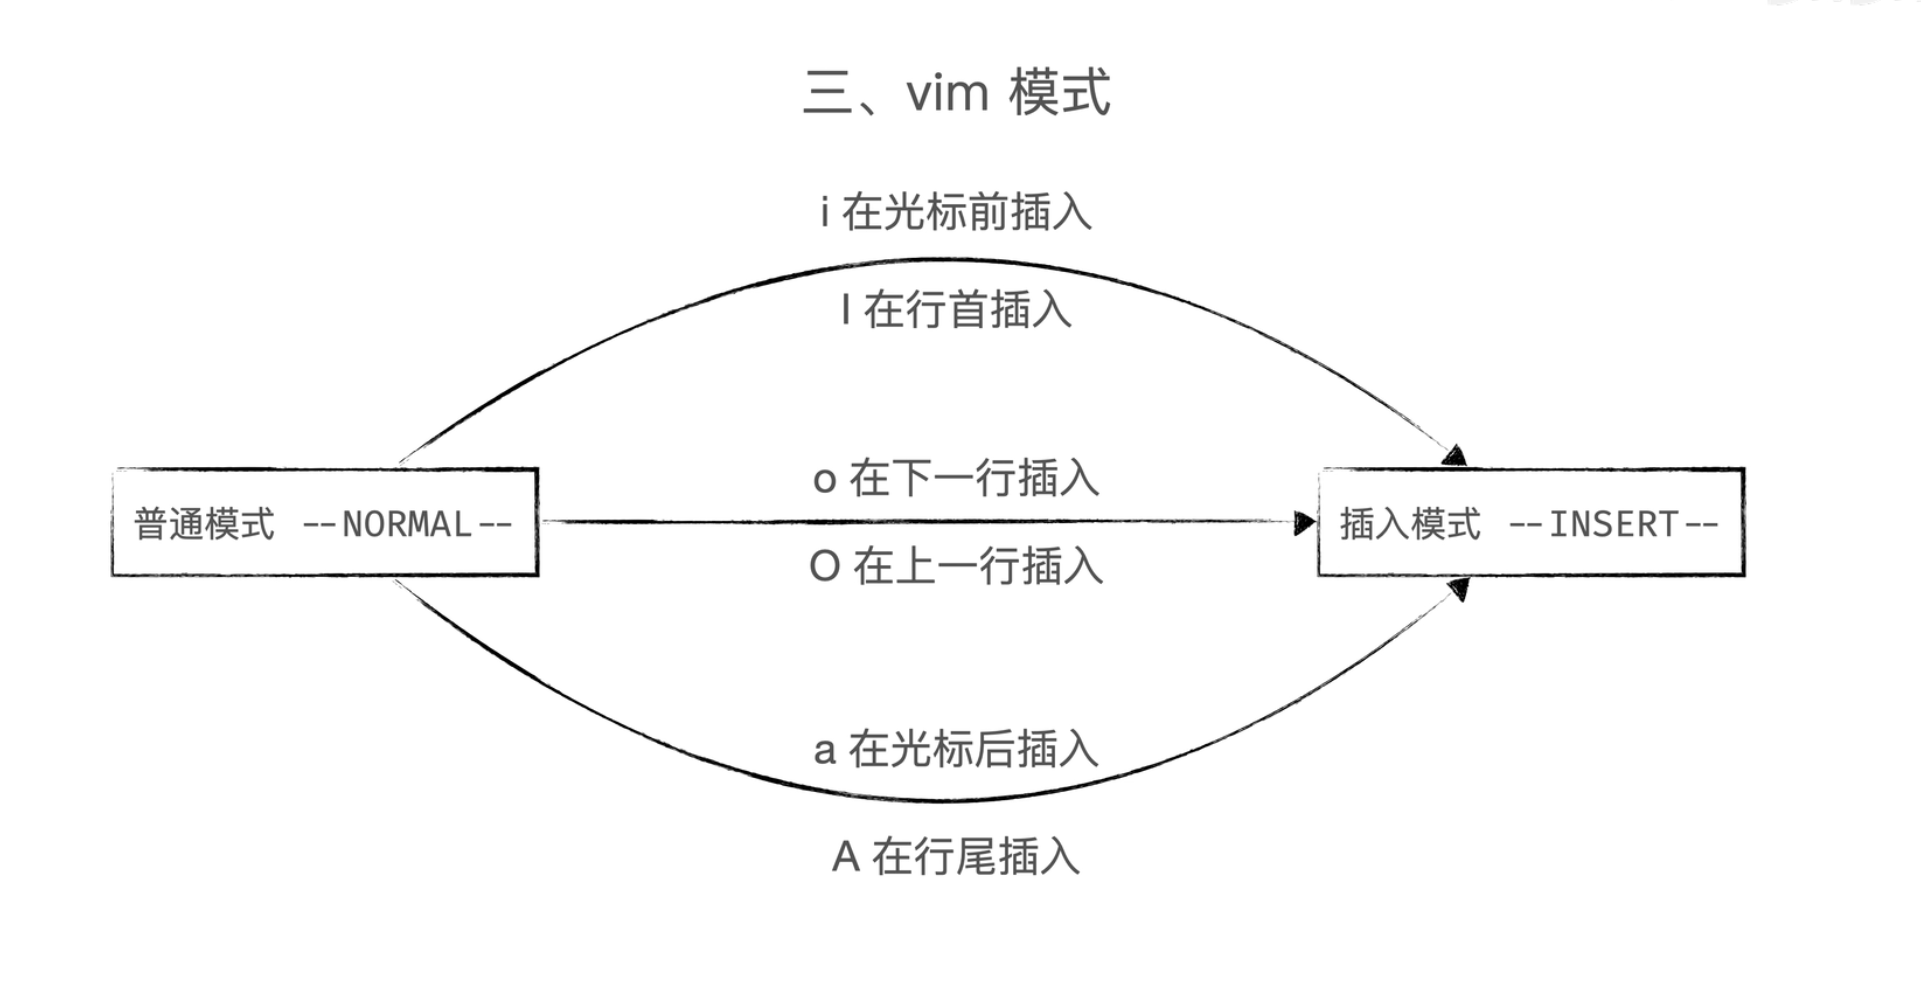 三、vim 模式
i 在光标前插入
I 在行首插入
o 在下一行插入
普通模式 --NORMAL--
插入模式 --INSERT--
O 在上一行插入
a 在光标后插入
A 在行尾插入